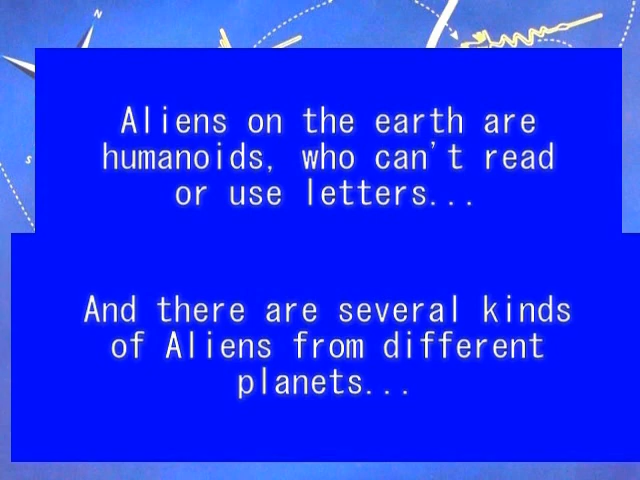 N
S
Aliens on the earth are
humanoids, who can't read
or use letters...
And there are several kinds
of Aliens from different
planets...